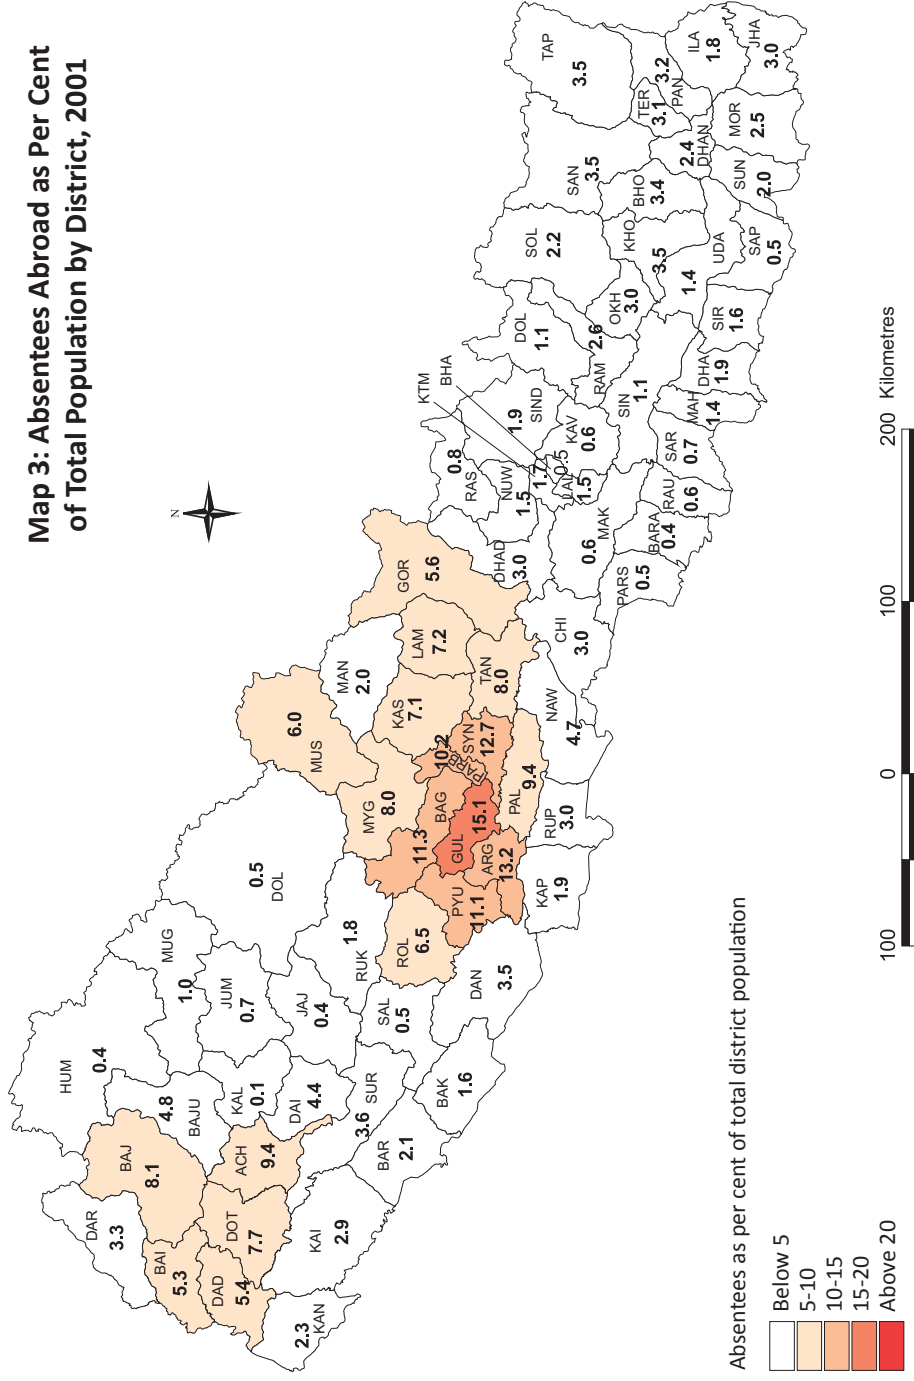 Map 3: Absentees Abroad as Per Cent
of Total Population by District, 2001
N
DAR
3.3
BAI
5.3
DAD
5.4
KAN
2.3
BAJ
8.1
DOT
7.7
ACH
9.4
KAI
2.9
HUM
0.4
BAJU
4.8
KAL
0.1
DAI
4.4
SUR
3.6
BAR
2.1
BAK
1.6
MUG
1.0
JUM
0.7
JAJ
0.4
SAL
0.5
DAN
3.5
DOL
0.5
RUK
1.8
ROL
6.5
PYU
11.1
MUS
6.0
MYG
8.0
BAG
11.3
GUL
15.1
ARG
13.2
PAL
9.4
KAP
1.9
RUP
3.0
NAW
4.7
MAN
2.0
KAS
7.1
PARB
10.2
SYN
12.7
TAN
8.0
LAM
7.2
GOR
5.6
CHI
3.0
DHAD
3.0
RAS
0.8
NUW
1.5
KTM
1.7
BHA
0.5
LAL
1.5
MAK
0.6
PARS
0.5
BARA
0.4
RAU
0.6
SAR
0.7
SIND
1.9
KAV
0.6
DOL
1.1
RAM
2.6
SIN
1.1
MAH
1.4
DHA
1.9
SIR
1.6
SOL
2.2
OKH
3.0
KHO
3.5
UDA
1.4
SAP
0.5
SAN
3.5
BHO
3.4
DHAN
2.4
SUN
2.0
MOR
2.5
TAP
3.5
TER
3.1
PAN
3.2
ILA
1.8
JHA
3.0
Absentees as per cent of total district population
Below 5
5-10
10-15
15-20
Above 20
100 0 100 200 Kilometres